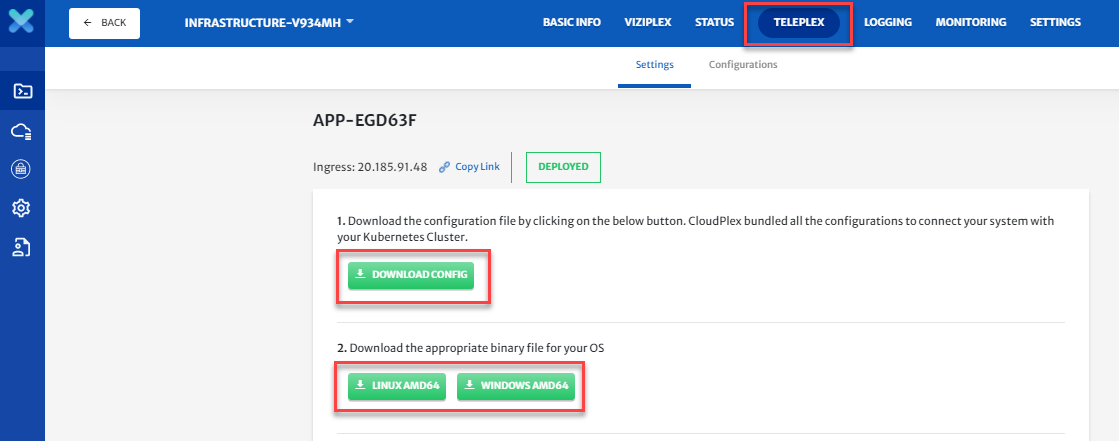 BACK
INFRASTRUCTURE-V934MH
BASIC INFO VIZIPLEX STATUS TELEPLEX LOGGING MONITORING SETTINGS
Settings Configurations
APP-EGD63F
Ingress: 20.185.91.48 Copy Link DEPLOYED
1. Download the configuration file by clicking on the below button. CloudPlex bundled all the configurations to connect your system with
your Kubernetes Cluster.
DOWNLOAD CONFIG
2. Download the appropriate binary file for your OS
LINUX AMD64 WINDOWS AMD64